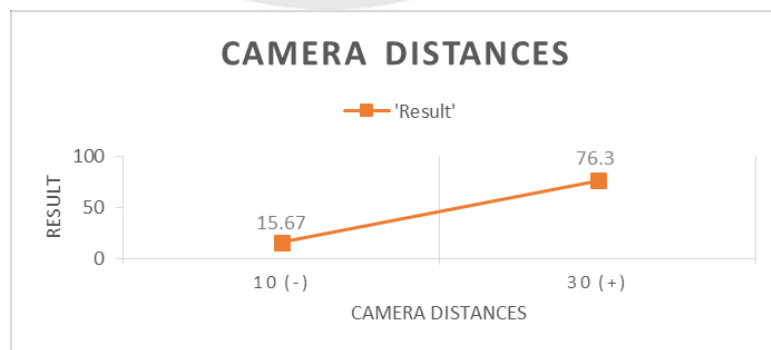 CAMERA DISTANCES
'Result'
100
50
0
RESULT
15.67
76.3
10 (-)
30 (+)
CAMERA DISTANCES